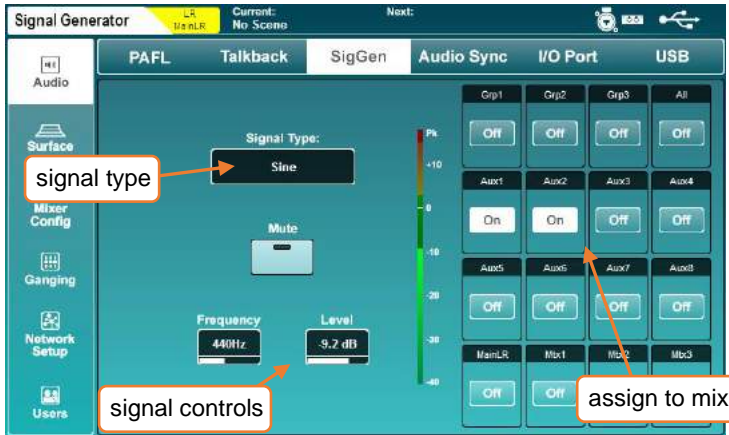 Signal Generator
LR
MainLR
Current:
No Scene
Next:
PAFL
Talkback
SigGen
Audio Sync
I/O Port
USB
Audio
Surface
Mixer
Config
Ganging
Network
Setup
Users
signal type
Signal Type:
Sine
Mute
Frequency
440Hz
Level
-9.2 dB
signal controls
Pk
+10
0
-10
-20
-30
-40
Grp1
Grp2
Grp3
All
Off
Off
Off
Off
Aux1
Aux2
Aux3
Aux4
On
On
Off
Off
Aux5
Aux6
Aux7
Aux8
Off
Off
Off
Off
MainLR
Mtx1
Mtx2
Mtx3
Off
Off
assign to mix